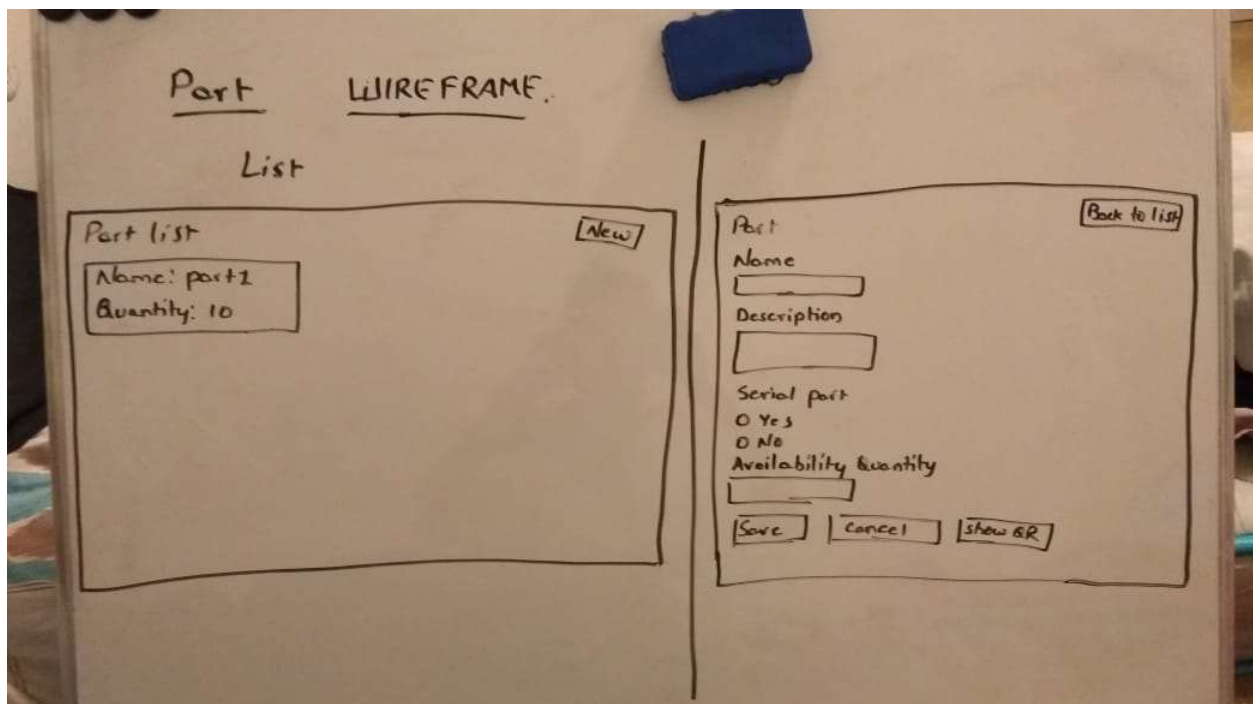 Part WIREFRAME.
List
Part list
New
Name: part1
Quantity: 10
Back to list
Part
Name
Description
Serial part
Yes
No
Availability Quantity
Save Cancel Show QR